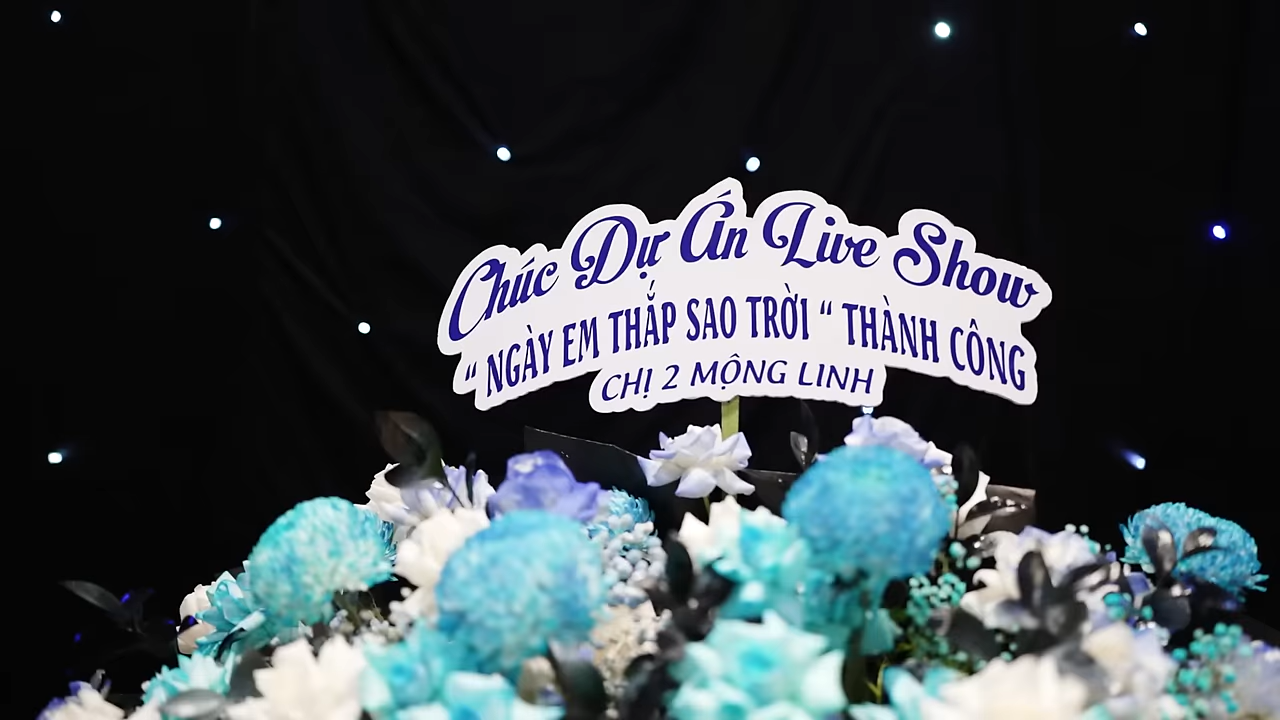 Chúc Dự Án Live Show
“ NGÀY EM THẮP SAO TRỜI “ THÀNH CÔNG
CHỊ 2 MỘNG LINH